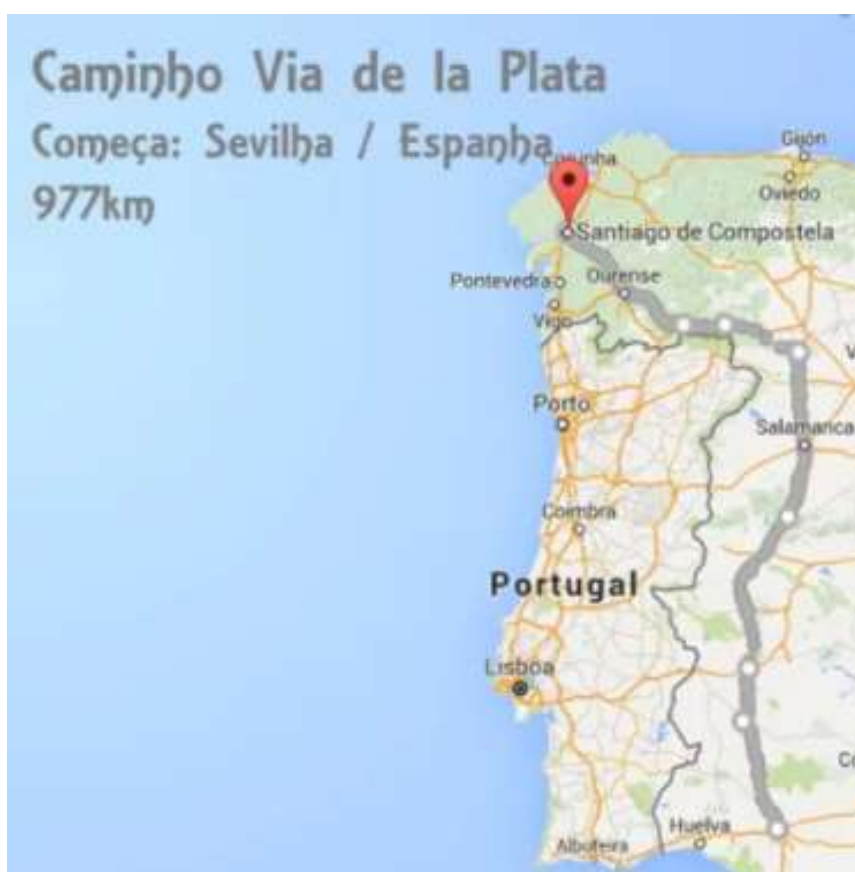 Caminho Via de la Plata
Começa: Sevilha / Espanha
977km
Gijón
Oviedo
Santiago de Compostela
Pontevedra
Ourense
Vigo
Porto
Salamanca
Coimbra
Portugal
Lisboa
Huelva
Albufeira